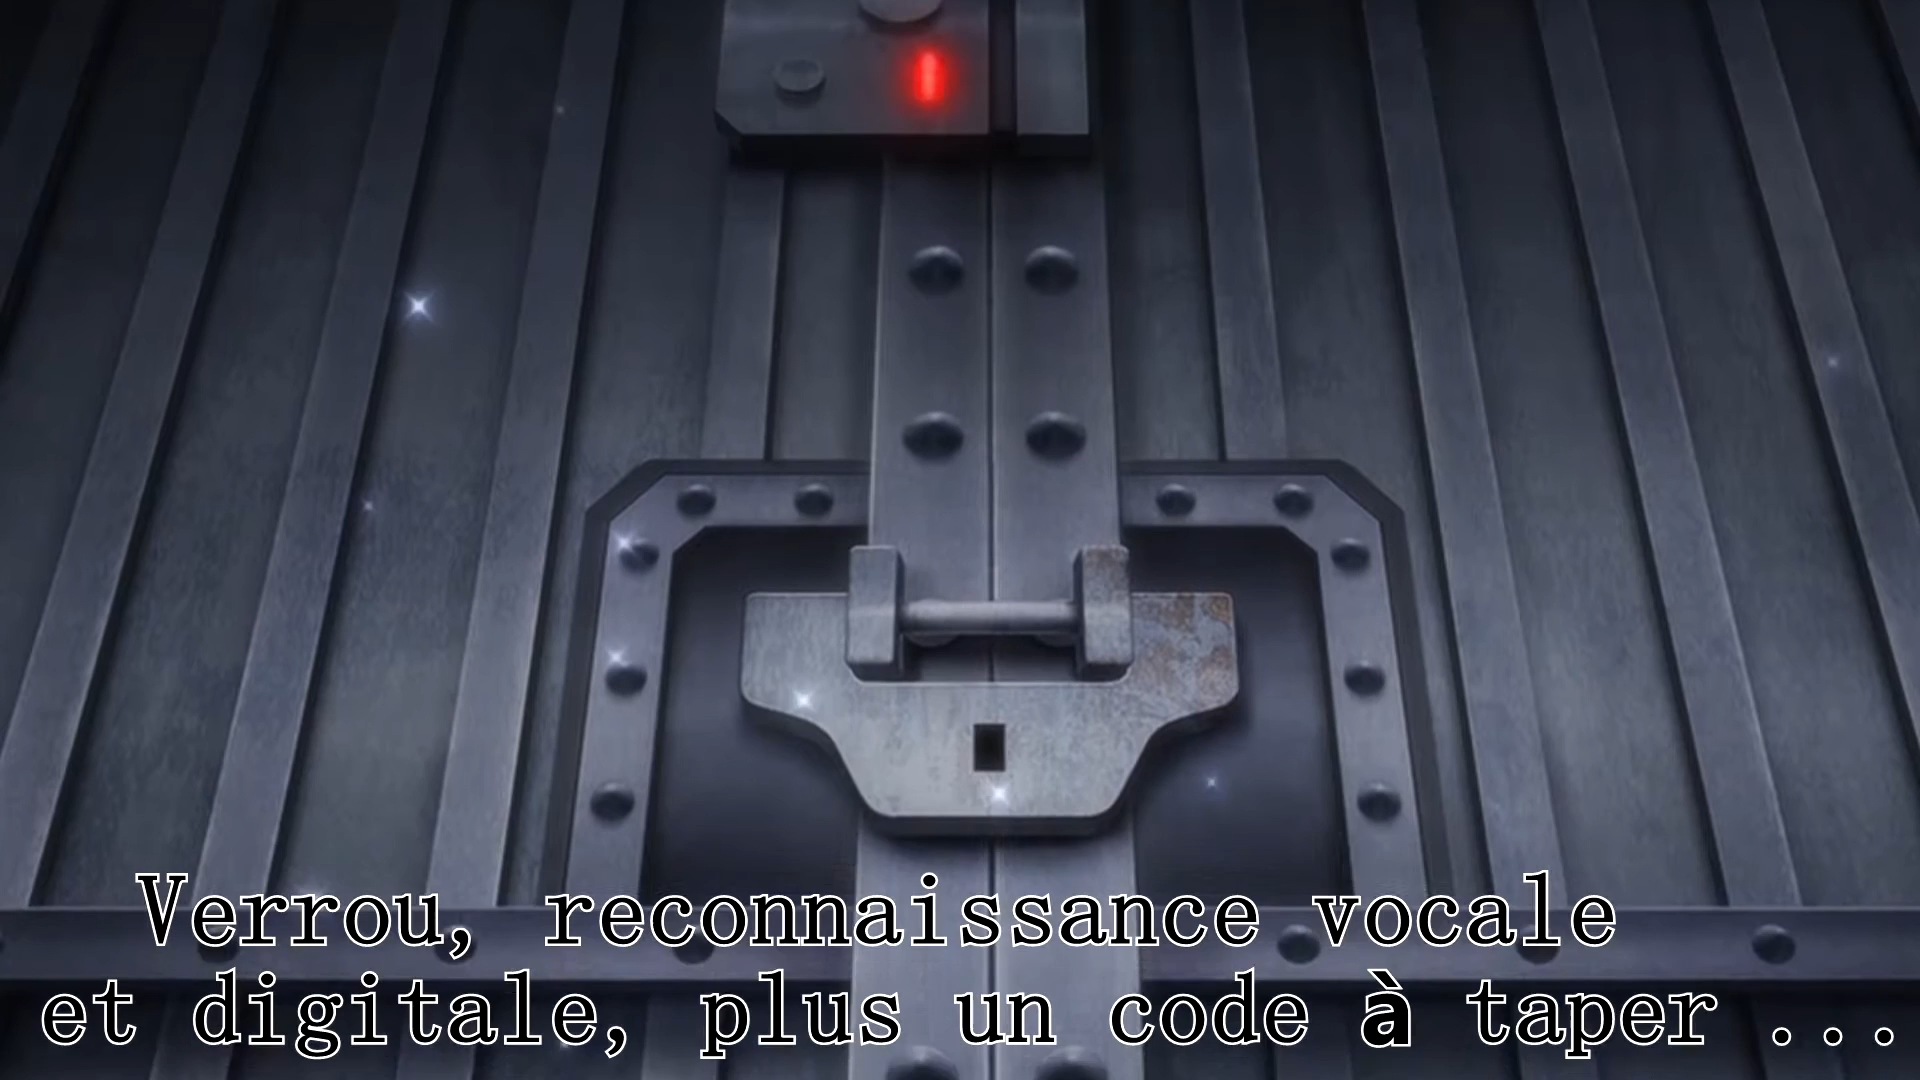 Verrou, reconnaissance vocale
et digitale, plus un code à taper ...